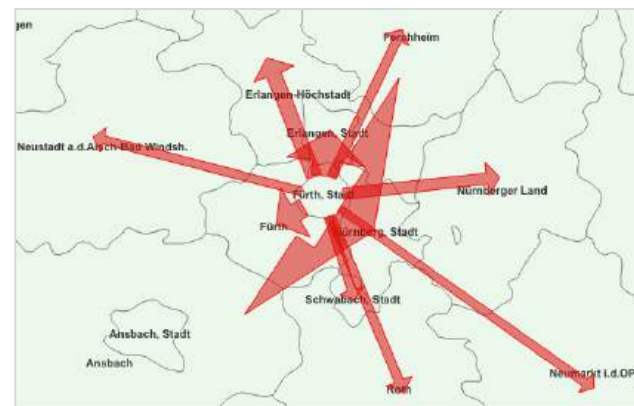 gen
Forchheim
Erlangen-Höchstadt
Erlangen, Stadt
Neustadt a.d.Aisch-Bad Windsh.
Nürnberger Land
Fürth, Stadt
Fürth
Nürnberg, Stadt
Schwabach, Stadt
Ansbach, Stadt
Ansbach
Neumarkt i.d.OP
Roth